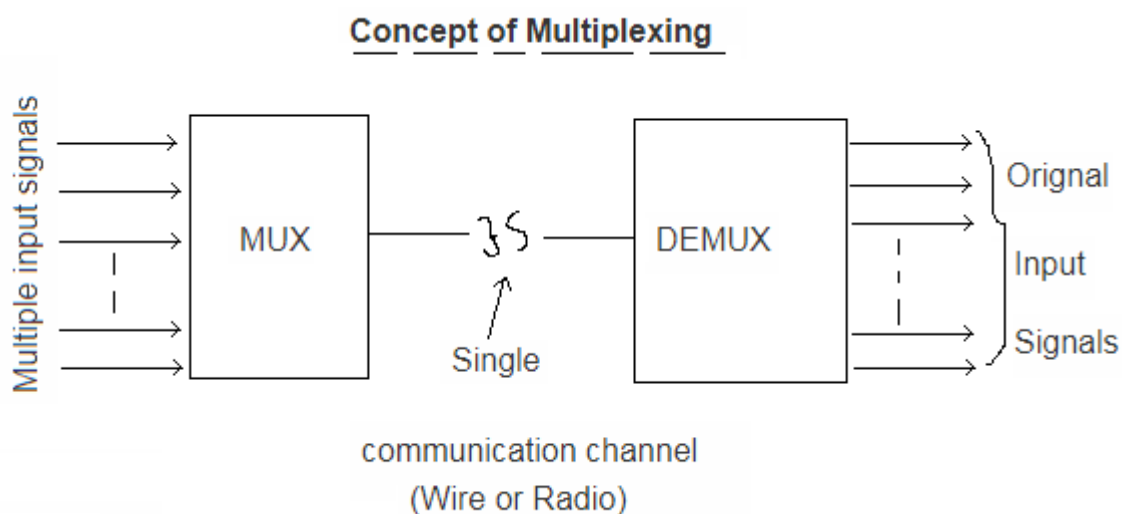 Concept of Multiplexing
Multiple input signals
MUX
DEMUX
Orignal
Input
Signals
Single
communication channel
(Wire or Radio)